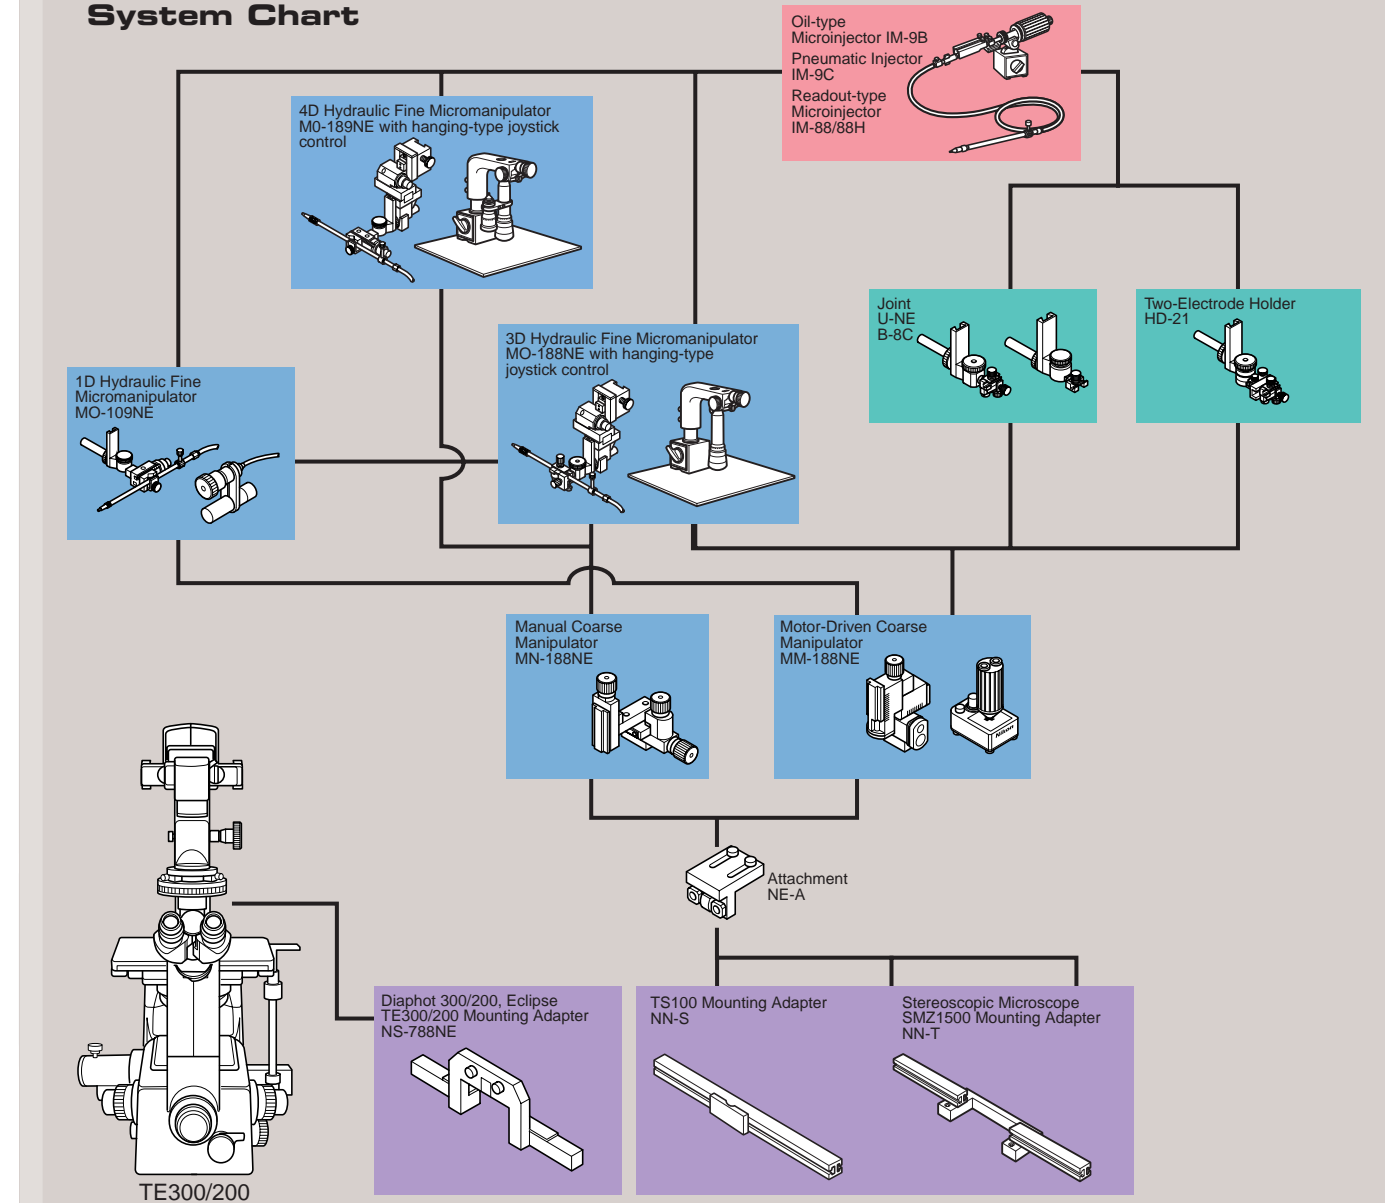 System Chart
Oil-type
Microinjector IM-9B
Pneumatic Injector
IM-9C
Readout-type
Microinjector
IM-88/88H
4D Hydraulic Fine Micromanipulator
M0-189NE with hanging-type joystick
control
Joint
U-NE
B-8C
Two-Electrode Holder
HD-21
3D Hydraulic Fine Micromanipulator
MO-188NE with hanging-type
joystick control
1D Hydraulic Fine
Micromanipulator
MO-109NE
Manual Coarse
Manipulator
MN-188NE
Motor-Driven Coarse
Manipulator
MM-188NE
Nikon
Attachment
NE-A
Diaphot 300/200, Eclipse
TE300/200 Mounting Adapter
NS-788NE
TS100 Mounting Adapter
NN-S
Stereoscopic Microscope
SMZ1500 Mounting Adapter
NN-T
TE300/200